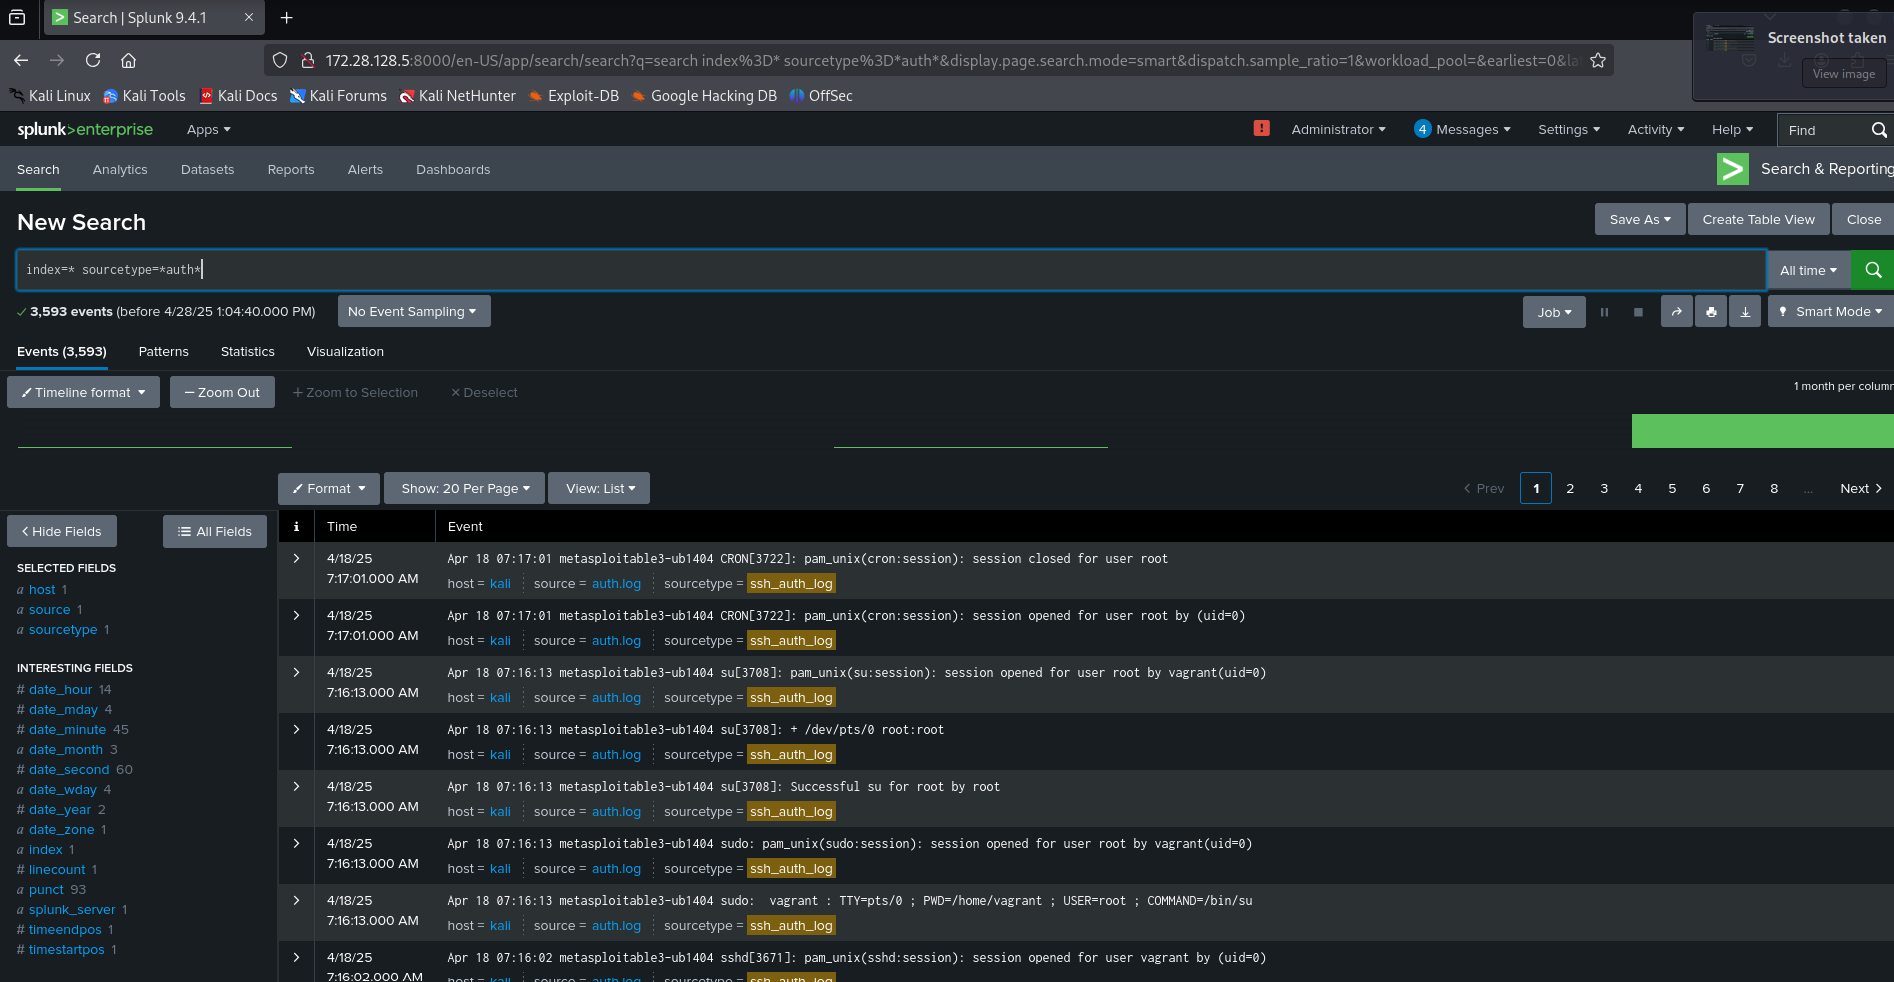 Search | Splunk 9.4.1
172.28.128.5:8000/en-US/app/search/search?q=search index%3D* sourcetype%3D*auth*&display.page.search.mode=smart&dispatch.sample_ratio=1&workload_pool=&earliest=0&la
Screenshot taken
View image
Kali Linux Kali Tools Kali Docs Kali Forums Kali NetHunter Exploit-DB Google Hacking DB OffSec
splunk>enterprise Apps ! Administrator 4 Messages Settings Activity Help Find
Search Analytics Datasets Reports Alerts Dashboards > Search & Reporting
New Search
Save As Create Table View Close
index=* sourcetype=*auth*
All time
3,593 events (before 4/28/25 1:04:40.000 PM) No Event Sampling Job Smart Mode
Events (3,593) Patterns Statistics Visualization
Timeline format — Zoom Out + Zoom to Selection × Deselect 1 month per column
Format Show: 20 Per Page View: List < Prev 1 2 3 4 5 6 7 8 ... Next >
< Hide Fields All Fields
SELECTED FIELDS
a host 1
a source 1
a sourcetype 1
INTERESTING FIELDS
# date_hour 14
# date_mday 4
# date_minute 45
a date_month 3
# date_second 60
a date_wday 4
# date_year 2
a date_zone 1
a index 1
# linecount 1
a punct 93
a splunk_server 1
# timeendpos 1
# timestartpos 1
i Time Event
4/18/25
7:17:01.000 AM
Apr 18 07:17:01 metasploitable3-ub1404 CRON[3722]: pam_unix(cron:session): session closed for user root
host = kali source = auth.log sourcetype = ssh_auth_log
4/18/25
7:17:01.000 AM
Apr 18 07:17:01 metasploitable3-ub1404 CRON[3722]: pam_unix(cron:session): session opened for user root by (uid=0)
host = kali source = auth.log sourcetype = ssh_auth_log
4/18/25
7:16:13.000 AM
Apr 18 07:16:13 metasploitable3-ub1404 su[3708]: pam_unix(su:session): session opened for user root by vagrant(uid=0)
host = kali source = auth.log sourcetype = ssh_auth_log
4/18/25
7:16:13.000 AM
Apr 18 07:16:13 metasploitable3-ub1404 su[3708]: + /dev/pts/0 root:root
host = kali source = auth.log sourcetype = ssh_auth_log
4/18/25
7:16:13.000 AM
Apr 18 07:16:13 metasploitable3-ub1404 su[3708]: Successful su for root by root
host = kali source = auth.log sourcetype = ssh_auth_log
4/18/25
7:16:13.000 AM
Apr 18 07:16:13 metasploitable3-ub1404 sudo: pam_unix(sudo:session): session opened for user root by vagrant(uid=0)
host = kali source = auth.log sourcetype = ssh_auth_log
4/18/25
7:16:13.000 AM
Apr 18 07:16:13 metasploitable3-ub1404 sudo:  vagrant : TTY=pts/0 ; PWD=/home/vagrant ; USER=root ; COMMAND=/bin/su
host = kali source = auth.log sourcetype = ssh_auth_log
4/18/25
7:16:02.000 AM
Apr 18 07:16:02 metasploitable3-ub1404 sshd[3671]: pam_unix(sshd:session): session opened for user vagrant by (uid=0)
host = kali source = auth.log sourcetype = ssh_auth_log